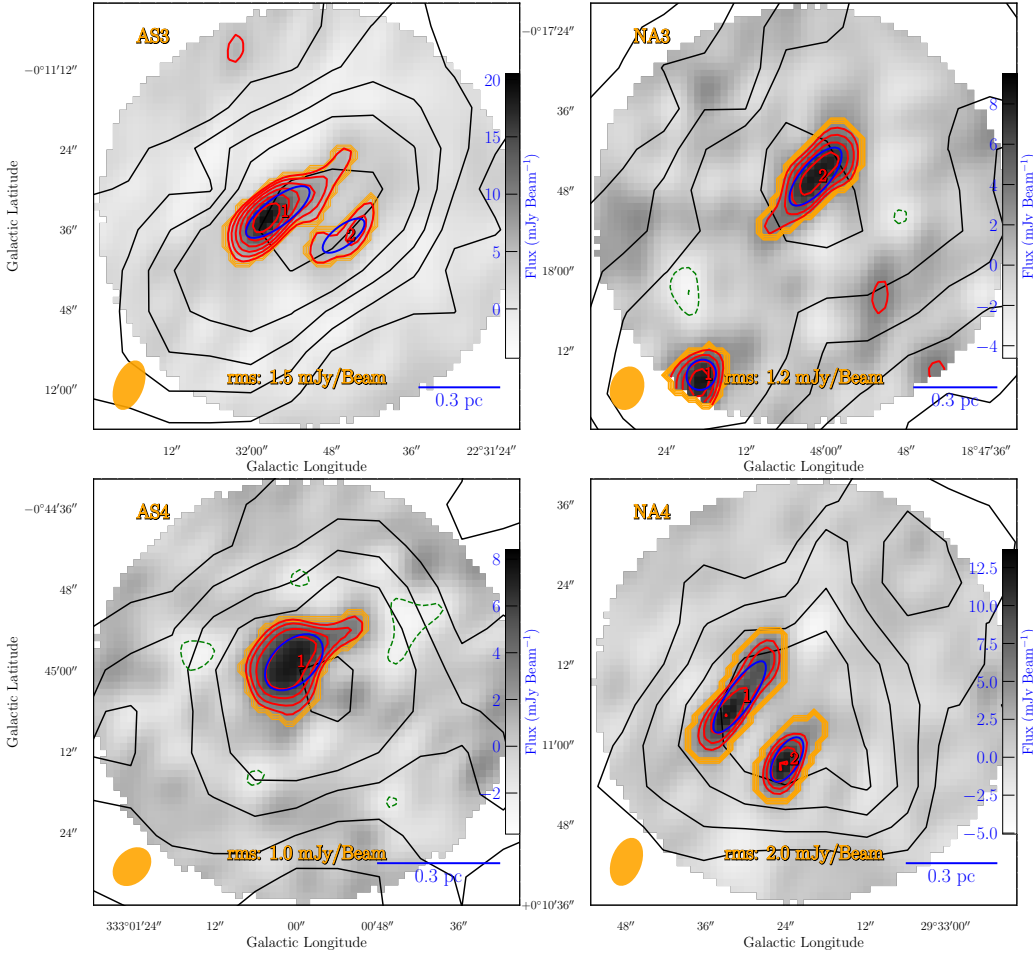 AS3
−0°11′12″
24″
36″
48″
12′00″
Galactic Latitude
1
2
rms: 1.5 mJy/Beam
0.3 pc
20
15
10
5
0
Flux (mJy Beam⁻¹)
12″ 32′00″ 48″ 36″ 22°31′24″
Galactic Longitude
NA3
−0°17′24″
36″
48″
18′00″
12″
2
1
rms: 1.2 mJy/Beam
0.3 pc
8
6
4
2
0
−2
−4
Flux (mJy Beam⁻¹)
24″ 12″ 48′00″ 48″ 18°47′36″
Galactic Longitude
AS4
−0°44′36″
48″
45′00″
12″
24″
Galactic Latitude
1
rms: 1.0 mJy/Beam
0.3 pc
8
6
4
2
0
−2
Flux (mJy Beam⁻¹)
333°01′24″ 12″ 00″ 00′48″ 36″
Galactic Longitude
NA4
36″
24″
12″
11′00″
48″
+0°10′36″
1
2
rms: 2.0 mJy/Beam
0.3 pc
12.5
10.0
7.5
5.0
2.5
0.0
−2.5
−5.0
Flux (mJy Beam⁻¹)
48″ 36″ 24″ 12″ 29°33′00″
Galactic Longitude